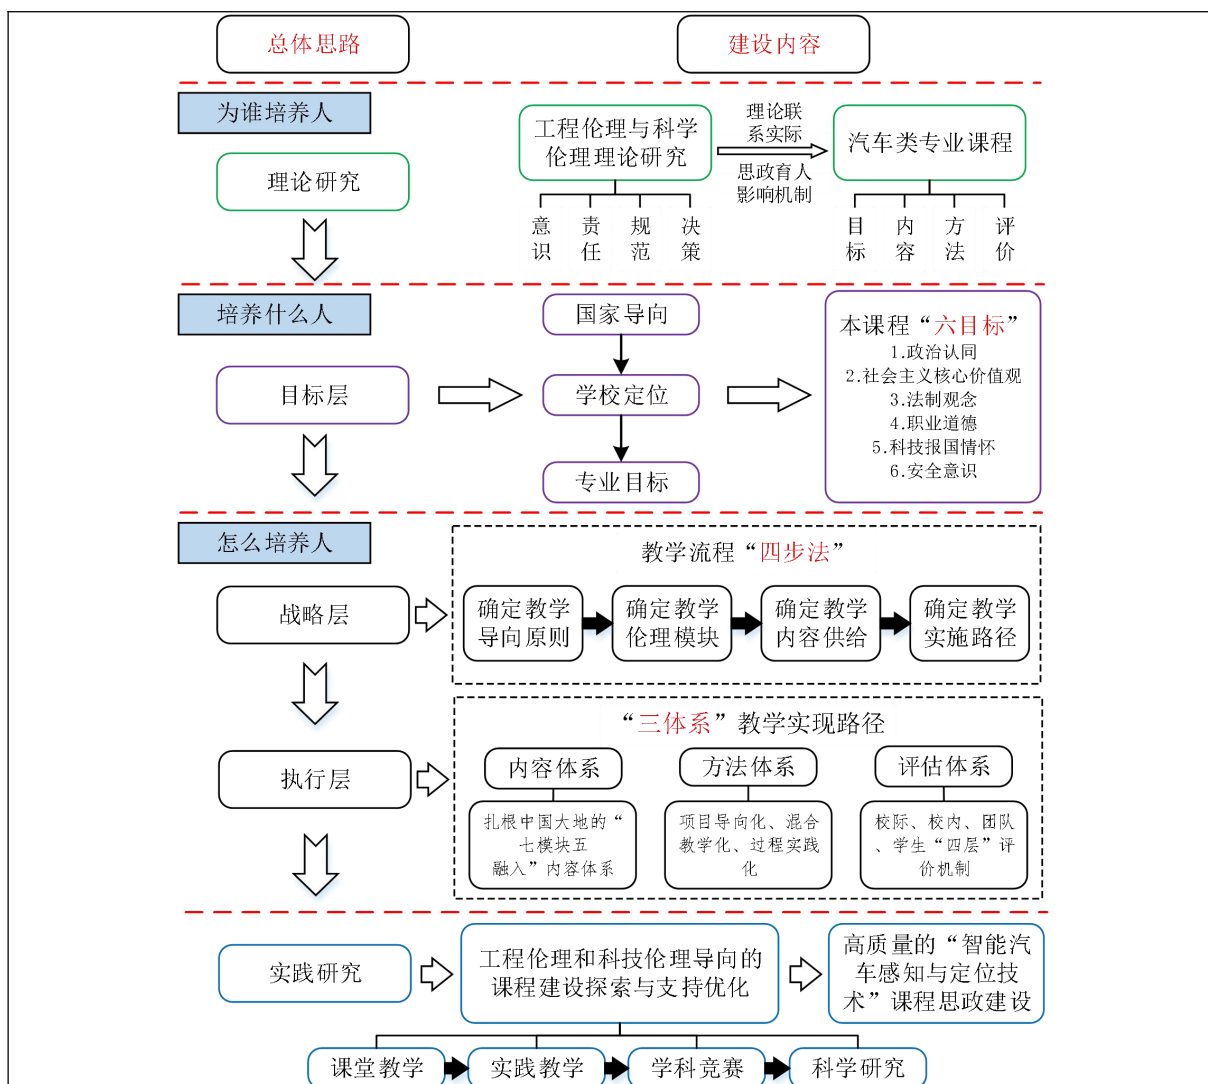 总体思路
建设内容
为谁培养人
理论研究
工程伦理与科学
伦理理论研究
理论联
系实际
思政育人
影响机制
汽车类专业课程
意识
责任
规范
决策
目标
内容
方法
评价
培养什么人
目标层
国家导向
学校定位
专业目标
本课程“六目标”
1.政治认同
2.社会主义核心价值观
3.法制观念
4.职业道德
5.科技报国情怀
6.安全意识
怎么培养人
战略层
教学流程“四步法”
确定教学
导向原则
确定教学
伦理模块
确定教学
内容供给
确定教学
实施路径
执行层
“三体系”教学实现路径
内容体系
方法体系
评估体系
扎根中国大地的“
七模块五
融入”内容体系
项目导向化、混合
教学化、过程实践
化
校际、校内、团队
、学生“四层”评
价机制
实践研究
工程伦理和科技伦理导向的
课程建设探索与支持优化
高质量的“智能汽
车感知与定位技
术”课程思政建设
课堂教学
实践教学
学科竞赛
科学研究